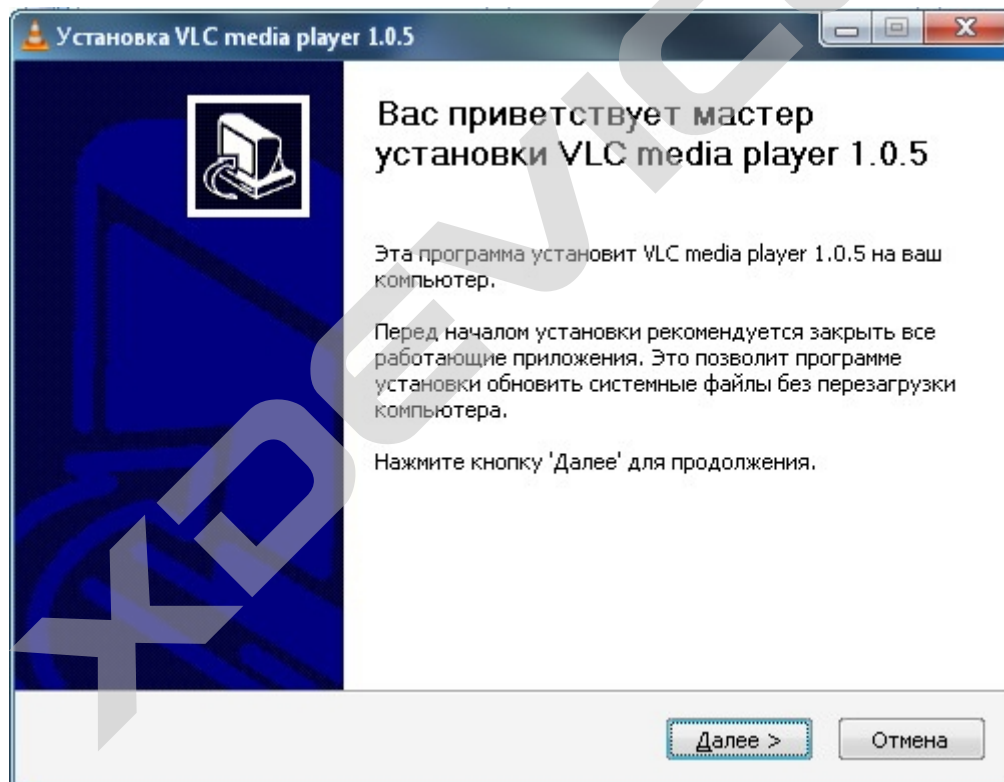 Установка VLC media player 1.0.5
Вас приветствует мастер
установки VLC media player 1.0.5
Эта программа установит VLC media player 1.0.5 на ваш
компьютер.
Перед началом установки рекомендуется закрыть все
работающие приложения. Это позволит программе
установки обновить системные файлы без перезагрузки
компьютера.
Нажмите кнопку 'Далее' для продолжения.
Далее >
Отмена
XDEVIC